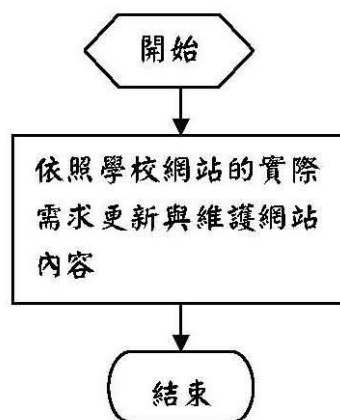 開始
依照學校網站的實際
需求更新與維護網站
內容
結束